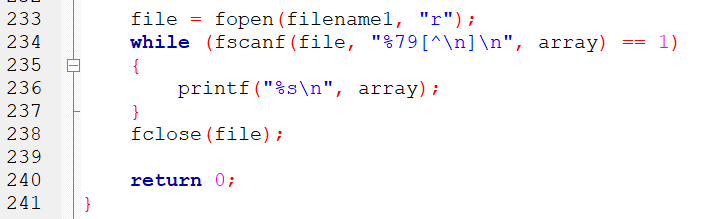 233 file = fopen(filename1, "r");
234 while (fscanf(file, "%79[^\n]\n", array) == 1)
235 {
236 printf("%s\n", array);
237 }
238 fclose(file);
239
240 return 0;
241 }